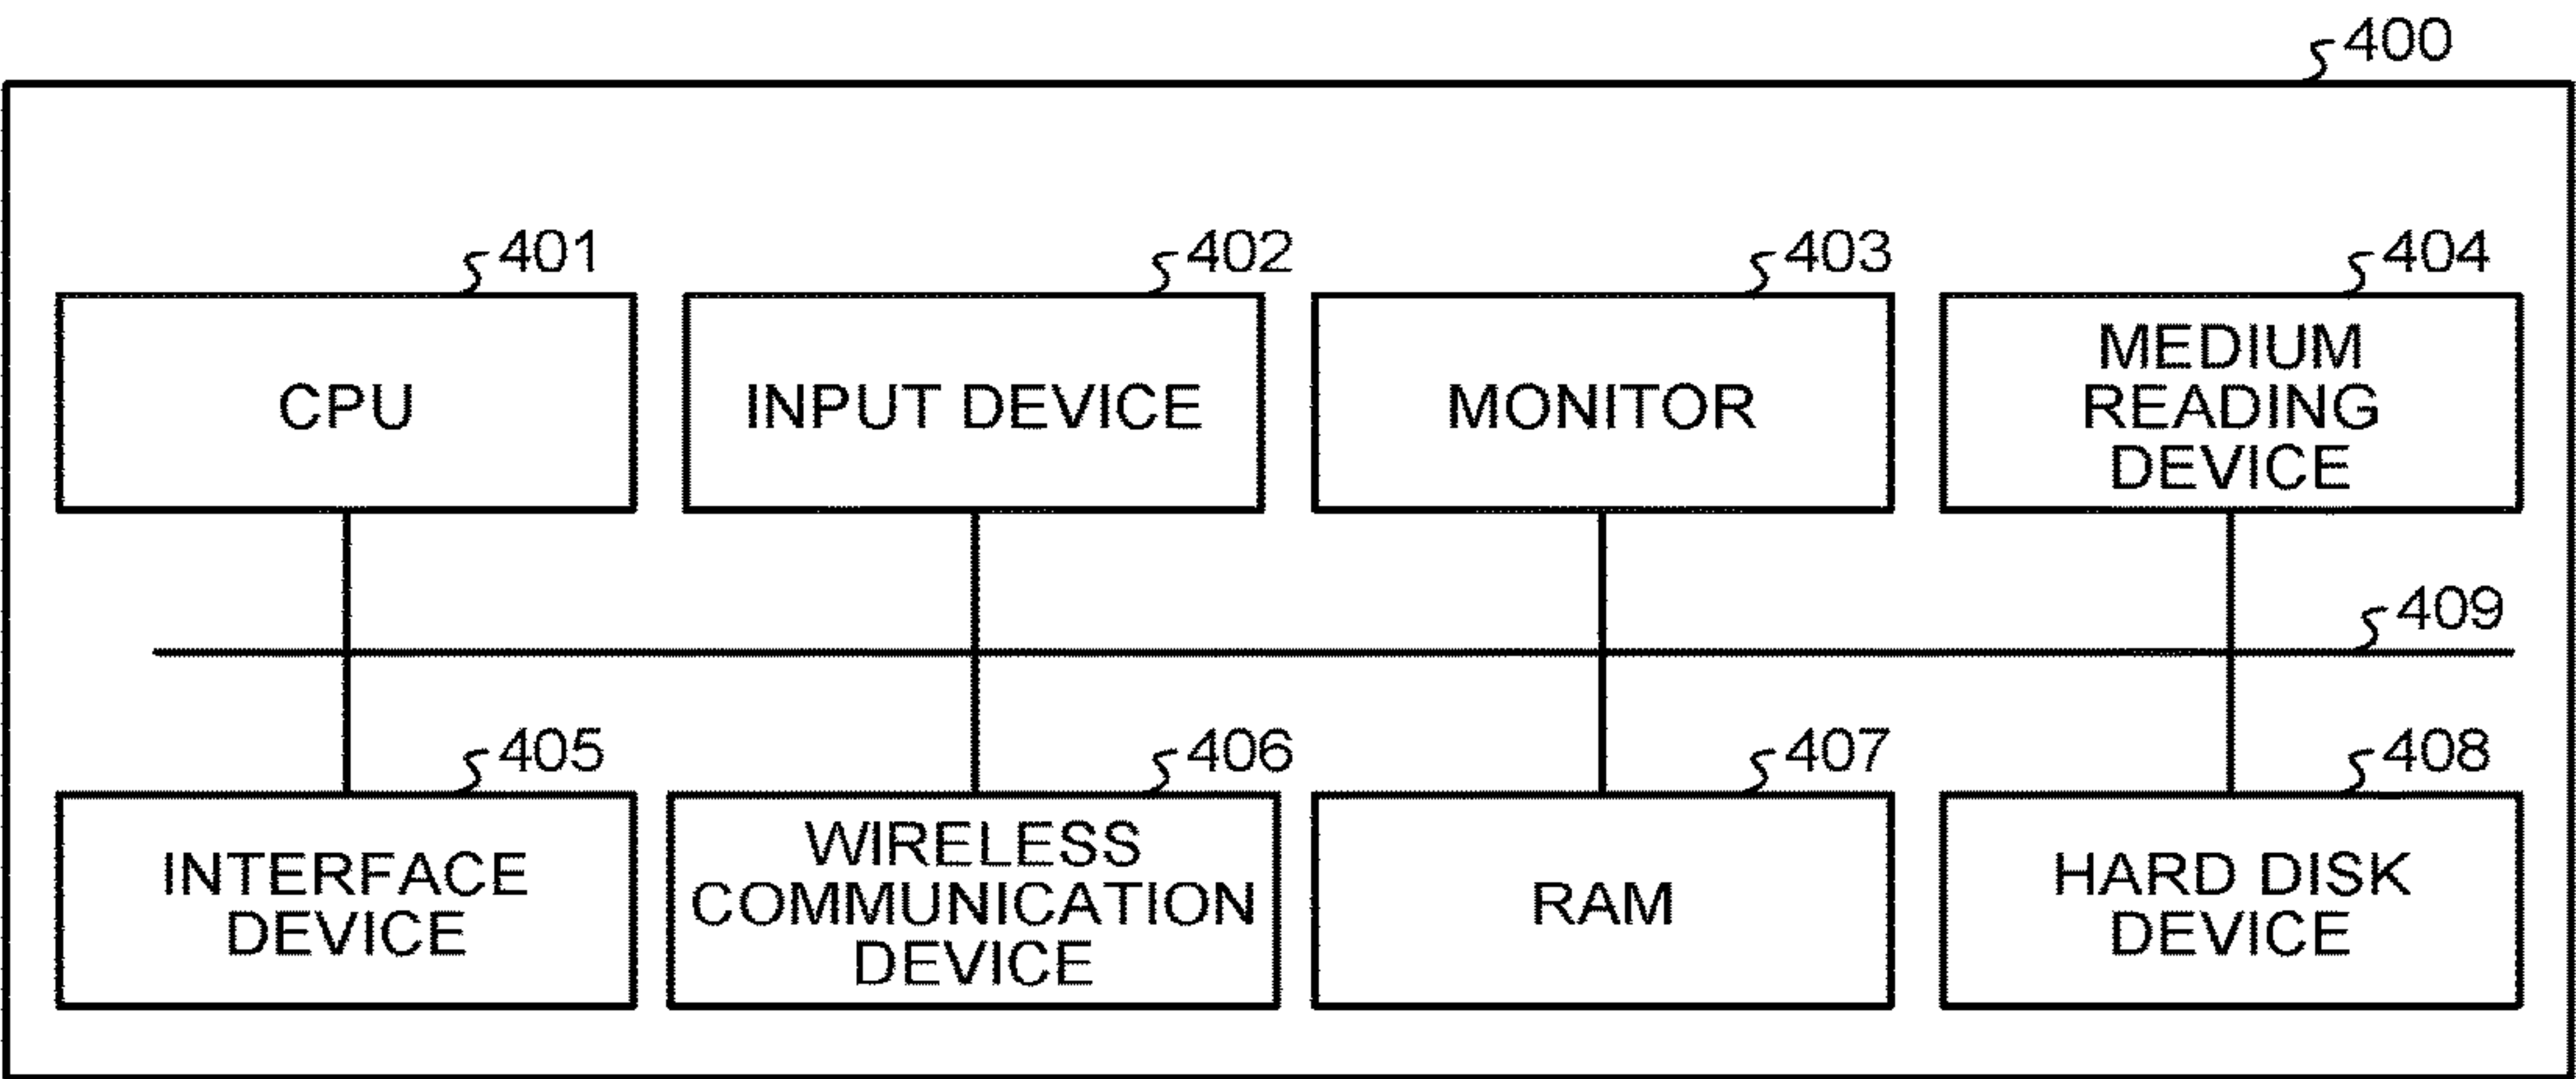 400
401
402
403
404
CPU
INPUT DEVICE
MONITOR
MEDIUM
READING
DEVICE
409
405
406
407
408
INTERFACE
DEVICE
WIRELESS
COMMUNICATION
DEVICE
RAM
HARD DISK
DEVICE